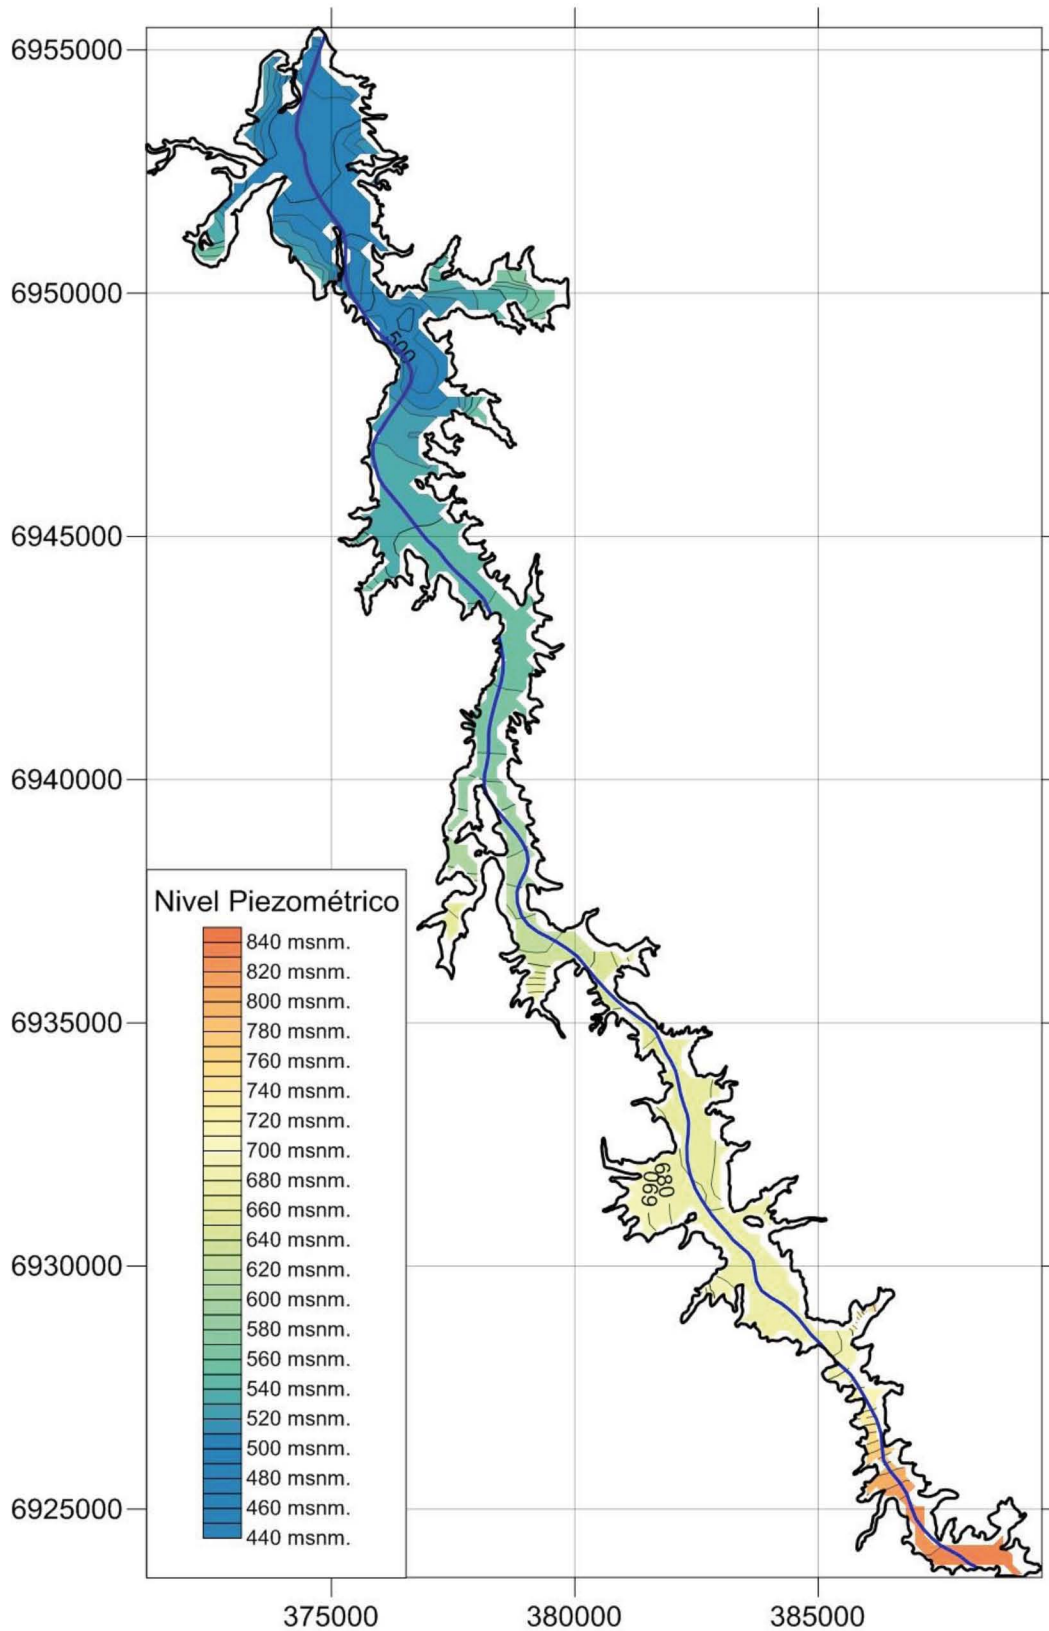 6955000
6950000
500
6945000
6940000
Nivel Piezométrico
840 msnm.
820 msnm.
800 msnm.
780 msnm.
760 msnm.
740 msnm.
720 msnm.
700 msnm.
680 msnm.
660 msnm.
640 msnm.
620 msnm.
600 msnm.
580 msnm.
560 msnm.
540 msnm.
520 msnm.
500 msnm.
480 msnm.
460 msnm.
440 msnm.
6935000
680
690
6930000
6925000
375000
380000
385000